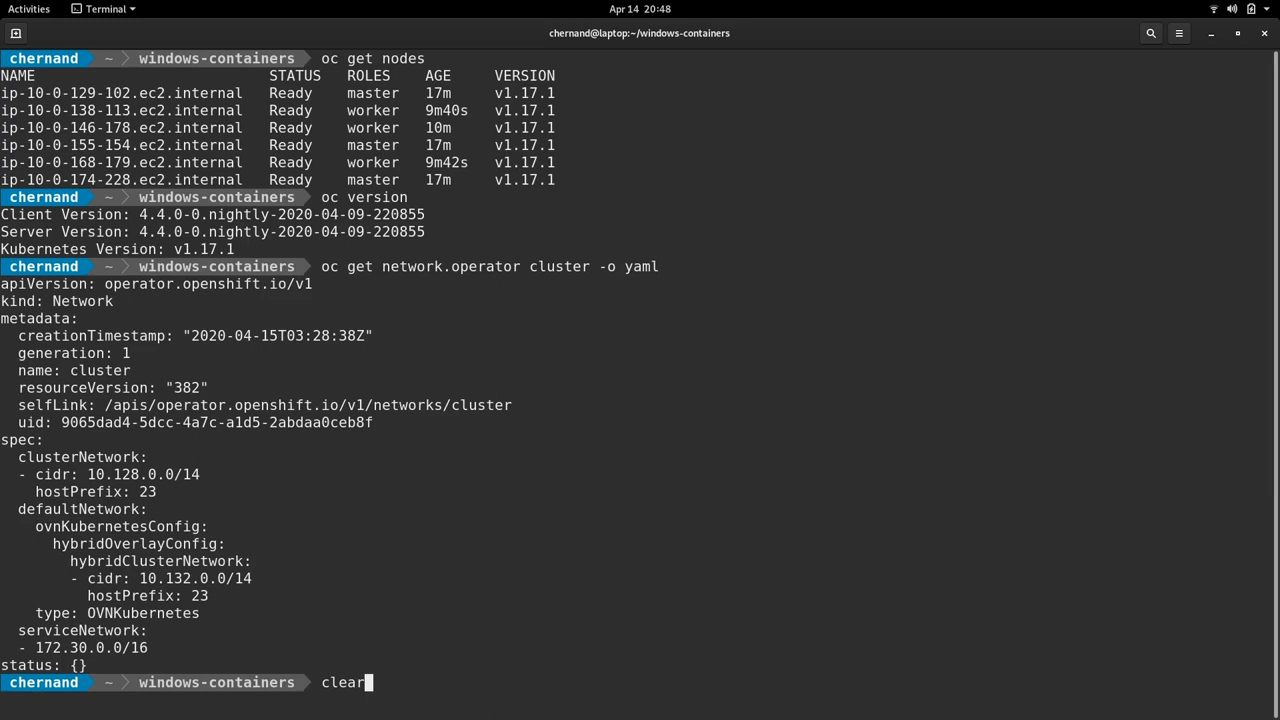 Activities Terminal Apr 14 20:48
chernand@laptop:~/windows-containers
chernand ~ windows-containers oc get nodes
NAME STATUS ROLES AGE VERSION
ip-10-0-129-102.ec2.internal Ready master 17m v1.17.1
ip-10-0-138-113.ec2.internal Ready worker 9m40s v1.17.1
ip-10-0-146-178.ec2.internal Ready worker 10m v1.17.1
ip-10-0-155-154.ec2.internal Ready master 17m v1.17.1
ip-10-0-168-179.ec2.internal Ready worker 9m42s v1.17.1
ip-10-0-174-228.ec2.internal Ready master 17m v1.17.1
chernand ~ windows-containers oc version
Client Version: 4.4.0-0.nightly-2020-04-09-220855
Server Version: 4.4.0-0.nightly-2020-04-09-220855
Kubernetes Version: v1.17.1
chernand ~ windows-containers oc get network.operator cluster -o yaml
apiVersion: operator.openshift.io/v1
kind: Network
metadata:
  creationTimestamp: "2020-04-15T03:28:38Z"
  generation: 1
  name: cluster
  resourceVersion: "382"
  selfLink: /apis/operator.openshift.io/v1/networks/cluster
  uid: 9065dad4-5dcc-4a7c-a1d5-2abdaa0ceb8f
spec:
  clusterNetwork:
  - cidr: 10.128.0.0/14
    hostPrefix: 23
  defaultNetwork:
    ovnKubernetesConfig:
      hybridOverlayConfig:
        hybridClusterNetwork:
        - cidr: 10.132.0.0/14
          hostPrefix: 23
    type: OVNKubernetes
  serviceNetwork:
  - 172.30.0.0/16
status: {}
chernand ~ windows-containers clear